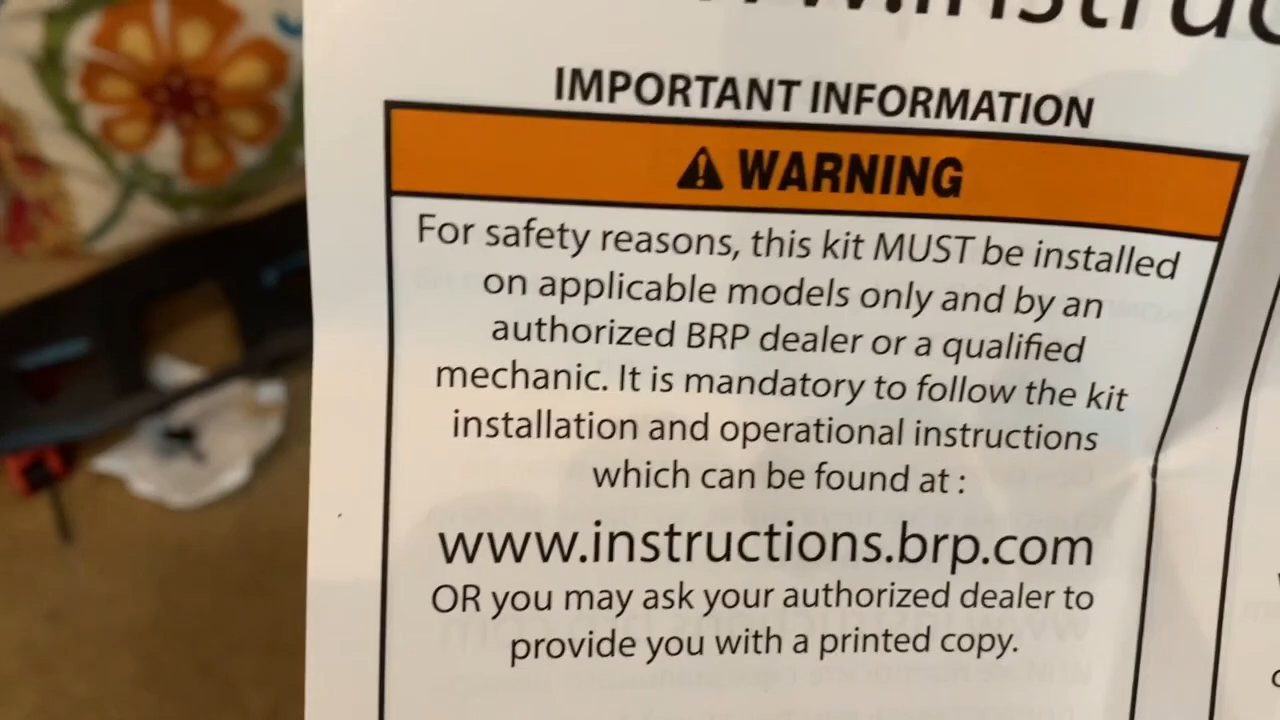 IMPORTANT INFORMATION
WARNING
For safety reasons, this kit MUST be installed
on applicable models only and by an
authorized BRP dealer or a qualified
mechanic. It is mandatory to follow the kit
installation and operational instructions
which can be found at :
www.instructions.brp.com
OR you may ask your authorized dealer to
provide you with a printed copy.